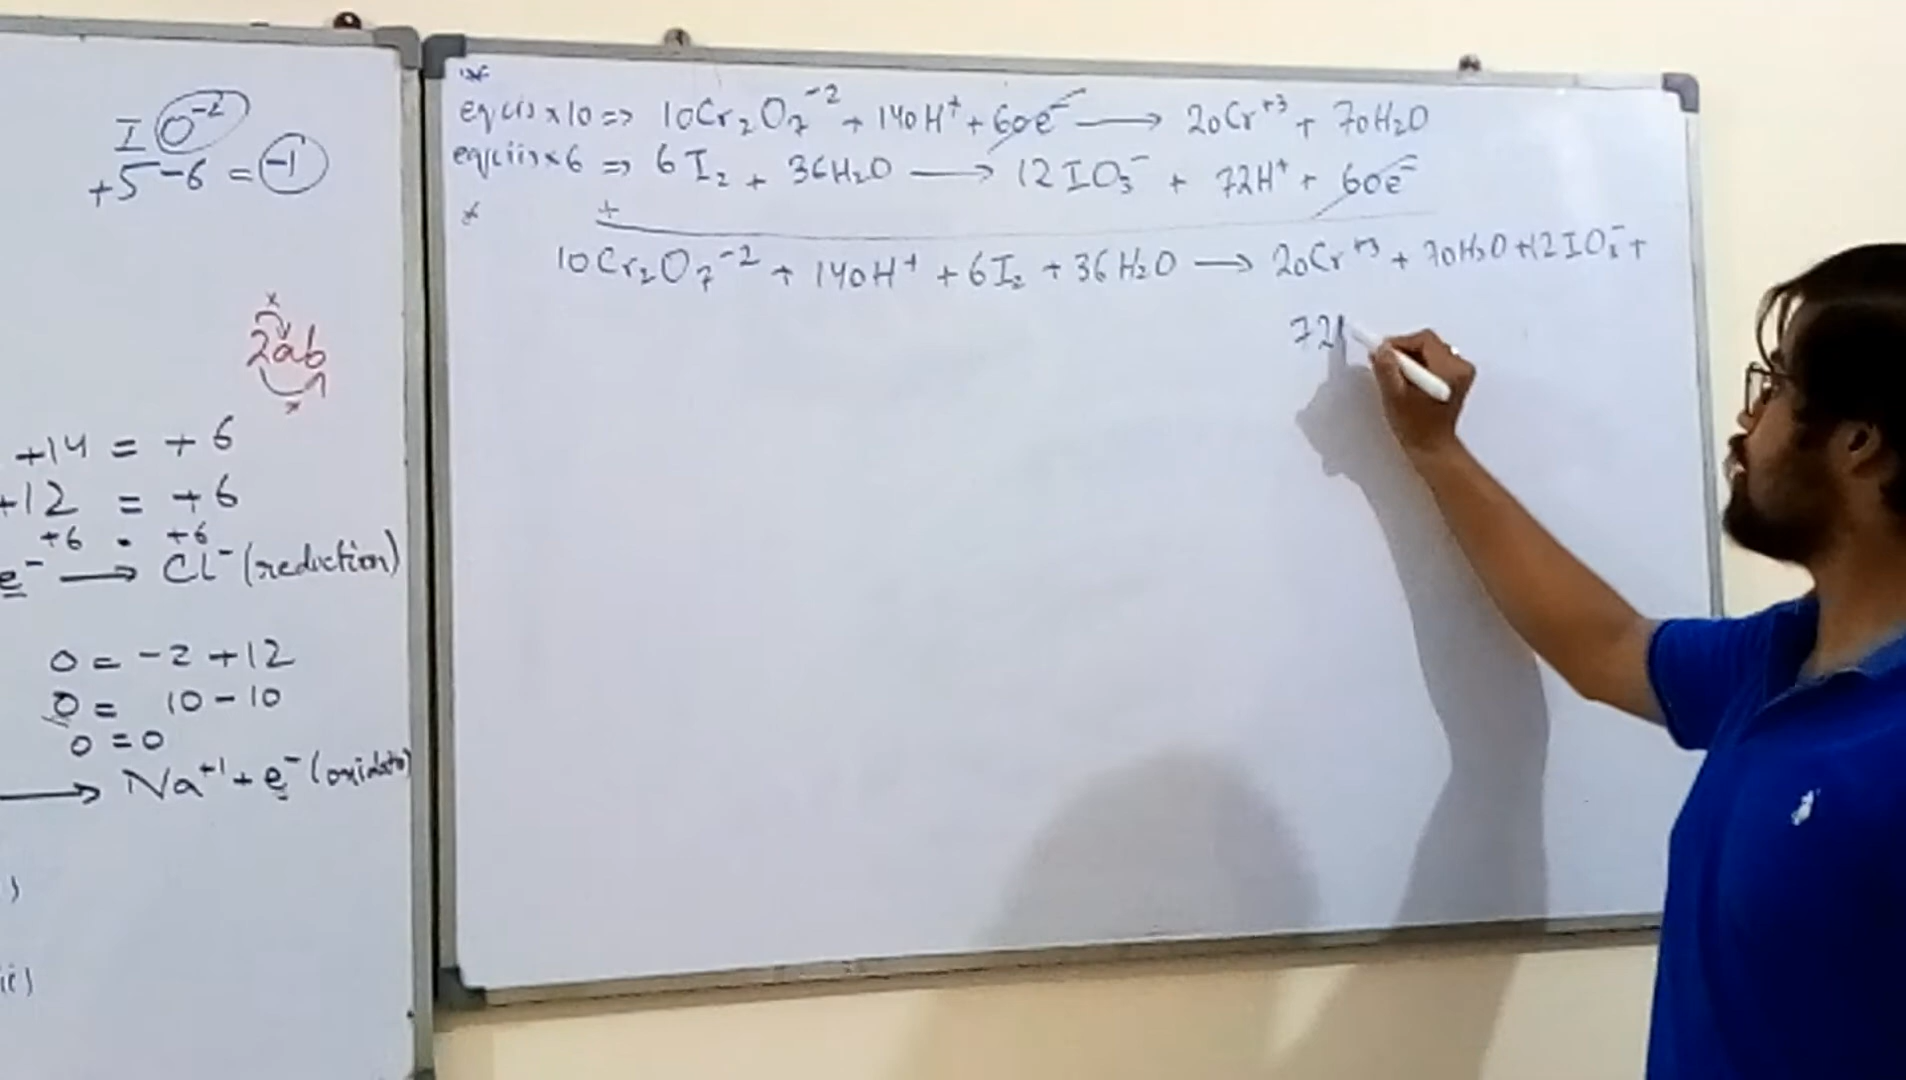 I O⁻²
+5 -6 = -1
x
2ab
x
+14 = +6
+12 = +6
+6 . +6
e⁻ ⟶ Cl⁻ (reduction)
0 = -2 +12
0 = 10 - 10
0 = 0
⟶ Na⁺¹ + e⁻ (oxidato)
)
ii)
eq(i) x 10 => 10Cr₂O₇⁻² + 140H⁺ + 60e⁻ ⟶ 20Cr⁺³ + 70H₂O
eq(ii) x 6 => 6I₂ + 36H₂O ⟶ 12IO₃⁻ + 72H⁺ + 60e⁻
+
10Cr₂O₇⁻² + 140H⁺ + 6I₂ + 36H₂O ⟶ 20Cr⁺³ + 70H₂O + 12IO₃⁻ +
72